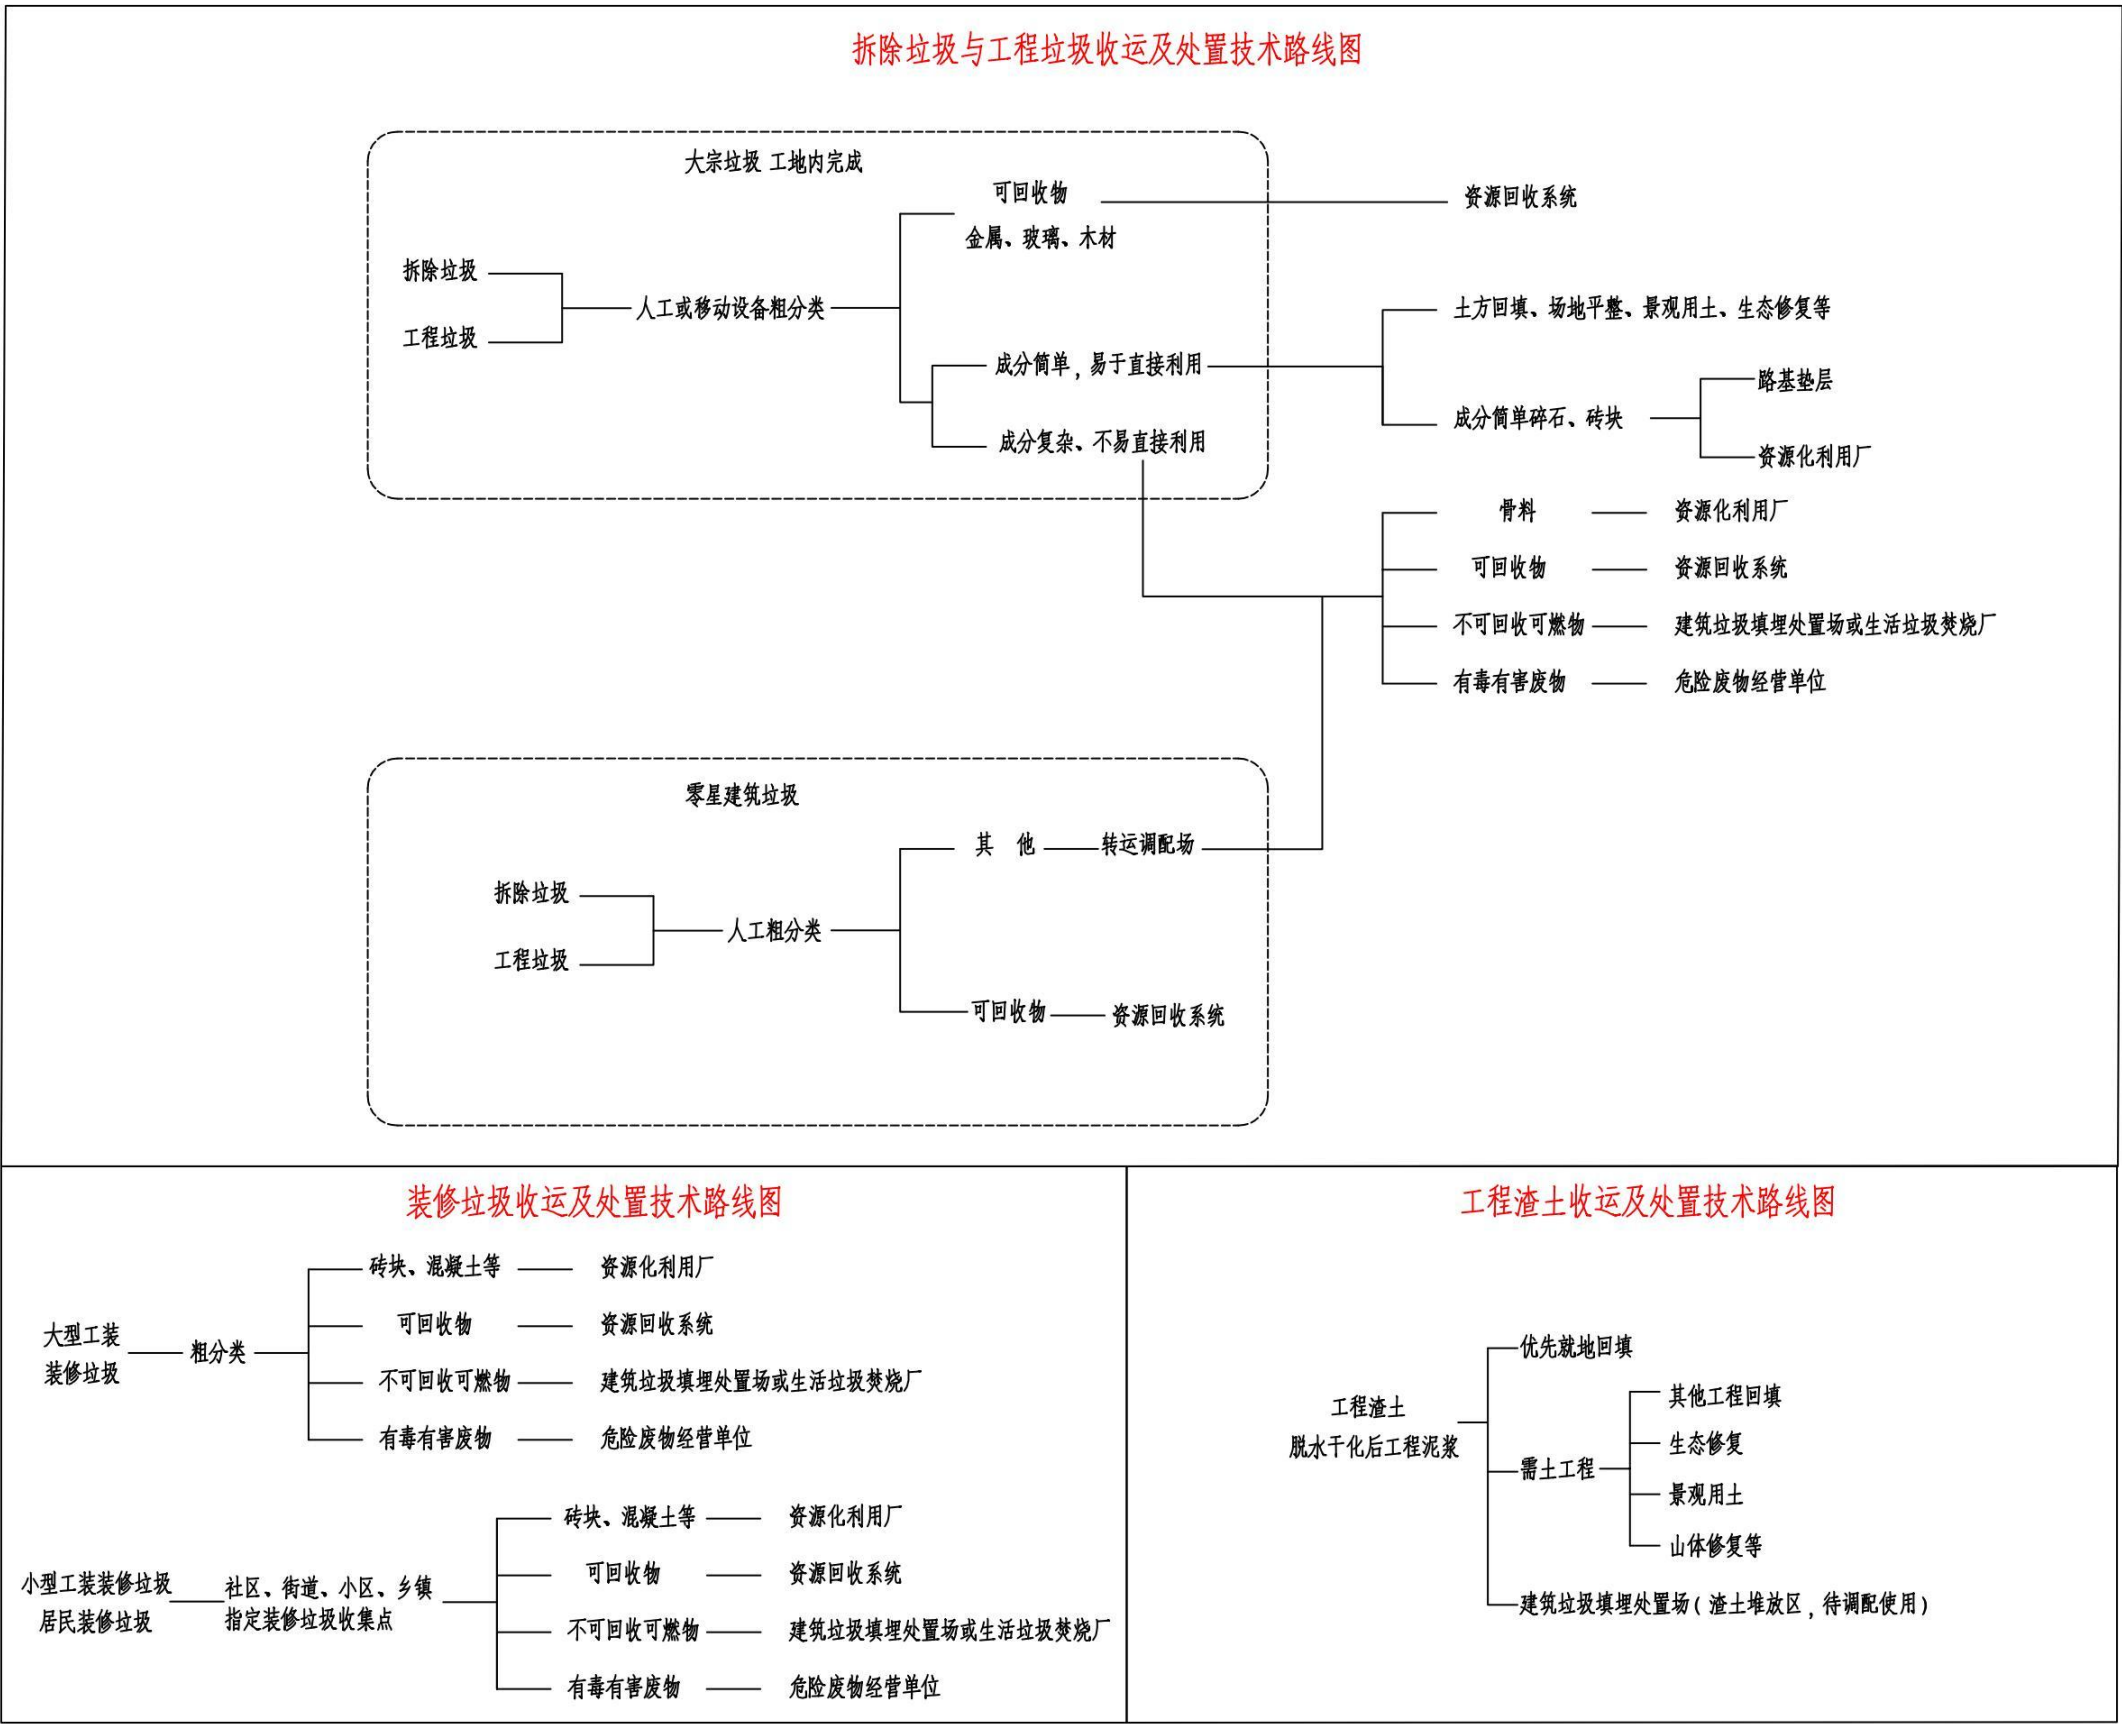 拆除垃圾与工程垃圾收运及处置技术路线图
大宗垃圾 工地内完成
可回收物
金属、玻璃、木材
资源回收系统
拆除垃圾
工程垃圾
人工或移动设备粗分类
成分简单，易于直接利用
成分复杂、不易直接利用
土方回填、场地平整、景观用土、生态修复等
成分简单碎石、砖块
路基垫层
资源化利用厂
骨料 资源化利用厂
可回收物 资源回收系统
不可回收可燃物 建筑垃圾填埋处置场或生活垃圾焚烧厂
有毒有害废物 危险废物经营单位
零星建筑垃圾
拆除垃圾
工程垃圾
人工粗分类
其 他 转运调配场
可回收物 资源回收系统
装修垃圾收运及处置技术路线图
大型工装
装修垃圾
粗分类
砖块、混凝土等 资源化利用厂
可回收物 资源回收系统
不可回收可燃物 建筑垃圾填埋处置场或生活垃圾焚烧厂
有毒有害废物 危险废物经营单位
小型工装装修垃圾
居民装修垃圾
社区、街道、小区、乡镇
指定装修垃圾收集点
砖块、混凝土等 资源化利用厂
可回收物 资源回收系统
不可回收可燃物 建筑垃圾填埋处置场或生活垃圾焚烧厂
有毒有害废物 危险废物经营单位
工程渣土收运及处置技术路线图
工程渣土
脱水干化后工程泥浆
优先就地回填
需土工程
其他工程回填
生态修复
景观用土
山体修复等
建筑垃圾填埋处置场（渣土堆放区，待调配使用）